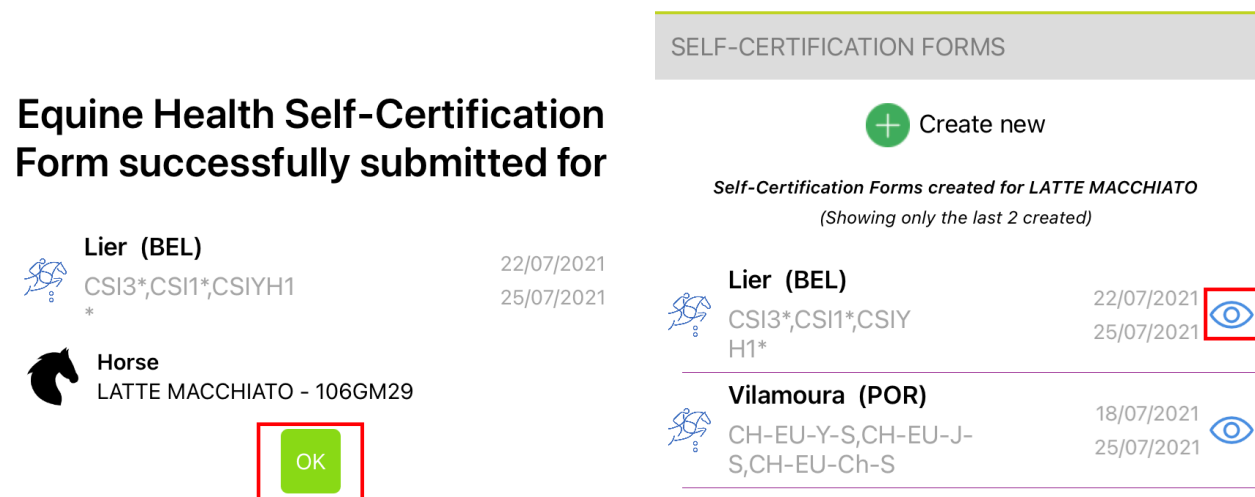 Equine Health Self-Certification
Form successfully submitted for
Lier (BEL)
CSI3*,CSI1*,CSIYH1
*
22/07/2021
25/07/2021
Horse
LATTE MACCHIATO - 106GM29
OK
SELF-CERTIFICATION FORMS
Create new
Self-Certification Forms created for LATTE MACCHIATO
(Showing only the last 2 created)
Lier (BEL)
CSI3*,CSI1*,CSIY
H1*
22/07/2021
25/07/2021
Vilamoura (POR)
CH-EU-Y-S,CH-EU-J-
S,CH-EU-Ch-S
18/07/2021
25/07/2021